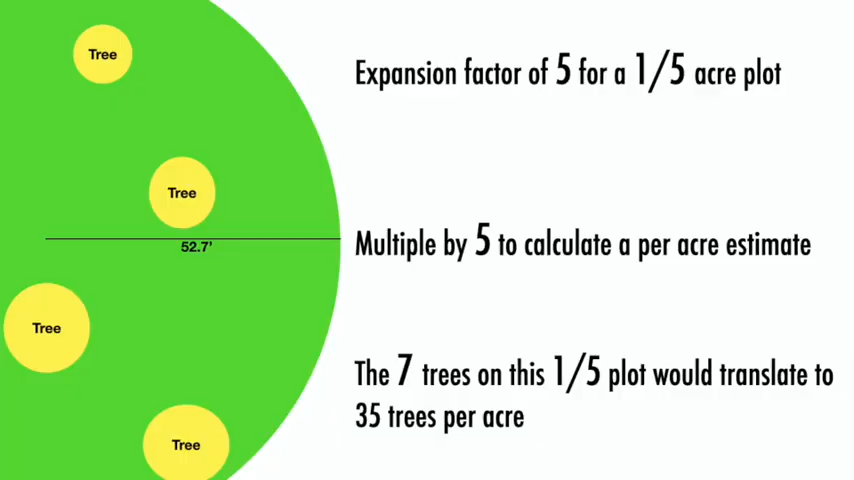 Tree
Expansion factor of 5 for a 1/5 acre plot
Tree
52.7'
Multiple by 5 to calculate a per acre estimate
Tree
The 7 trees on this 1/5 plot would translate to
35 trees per acre
Tree